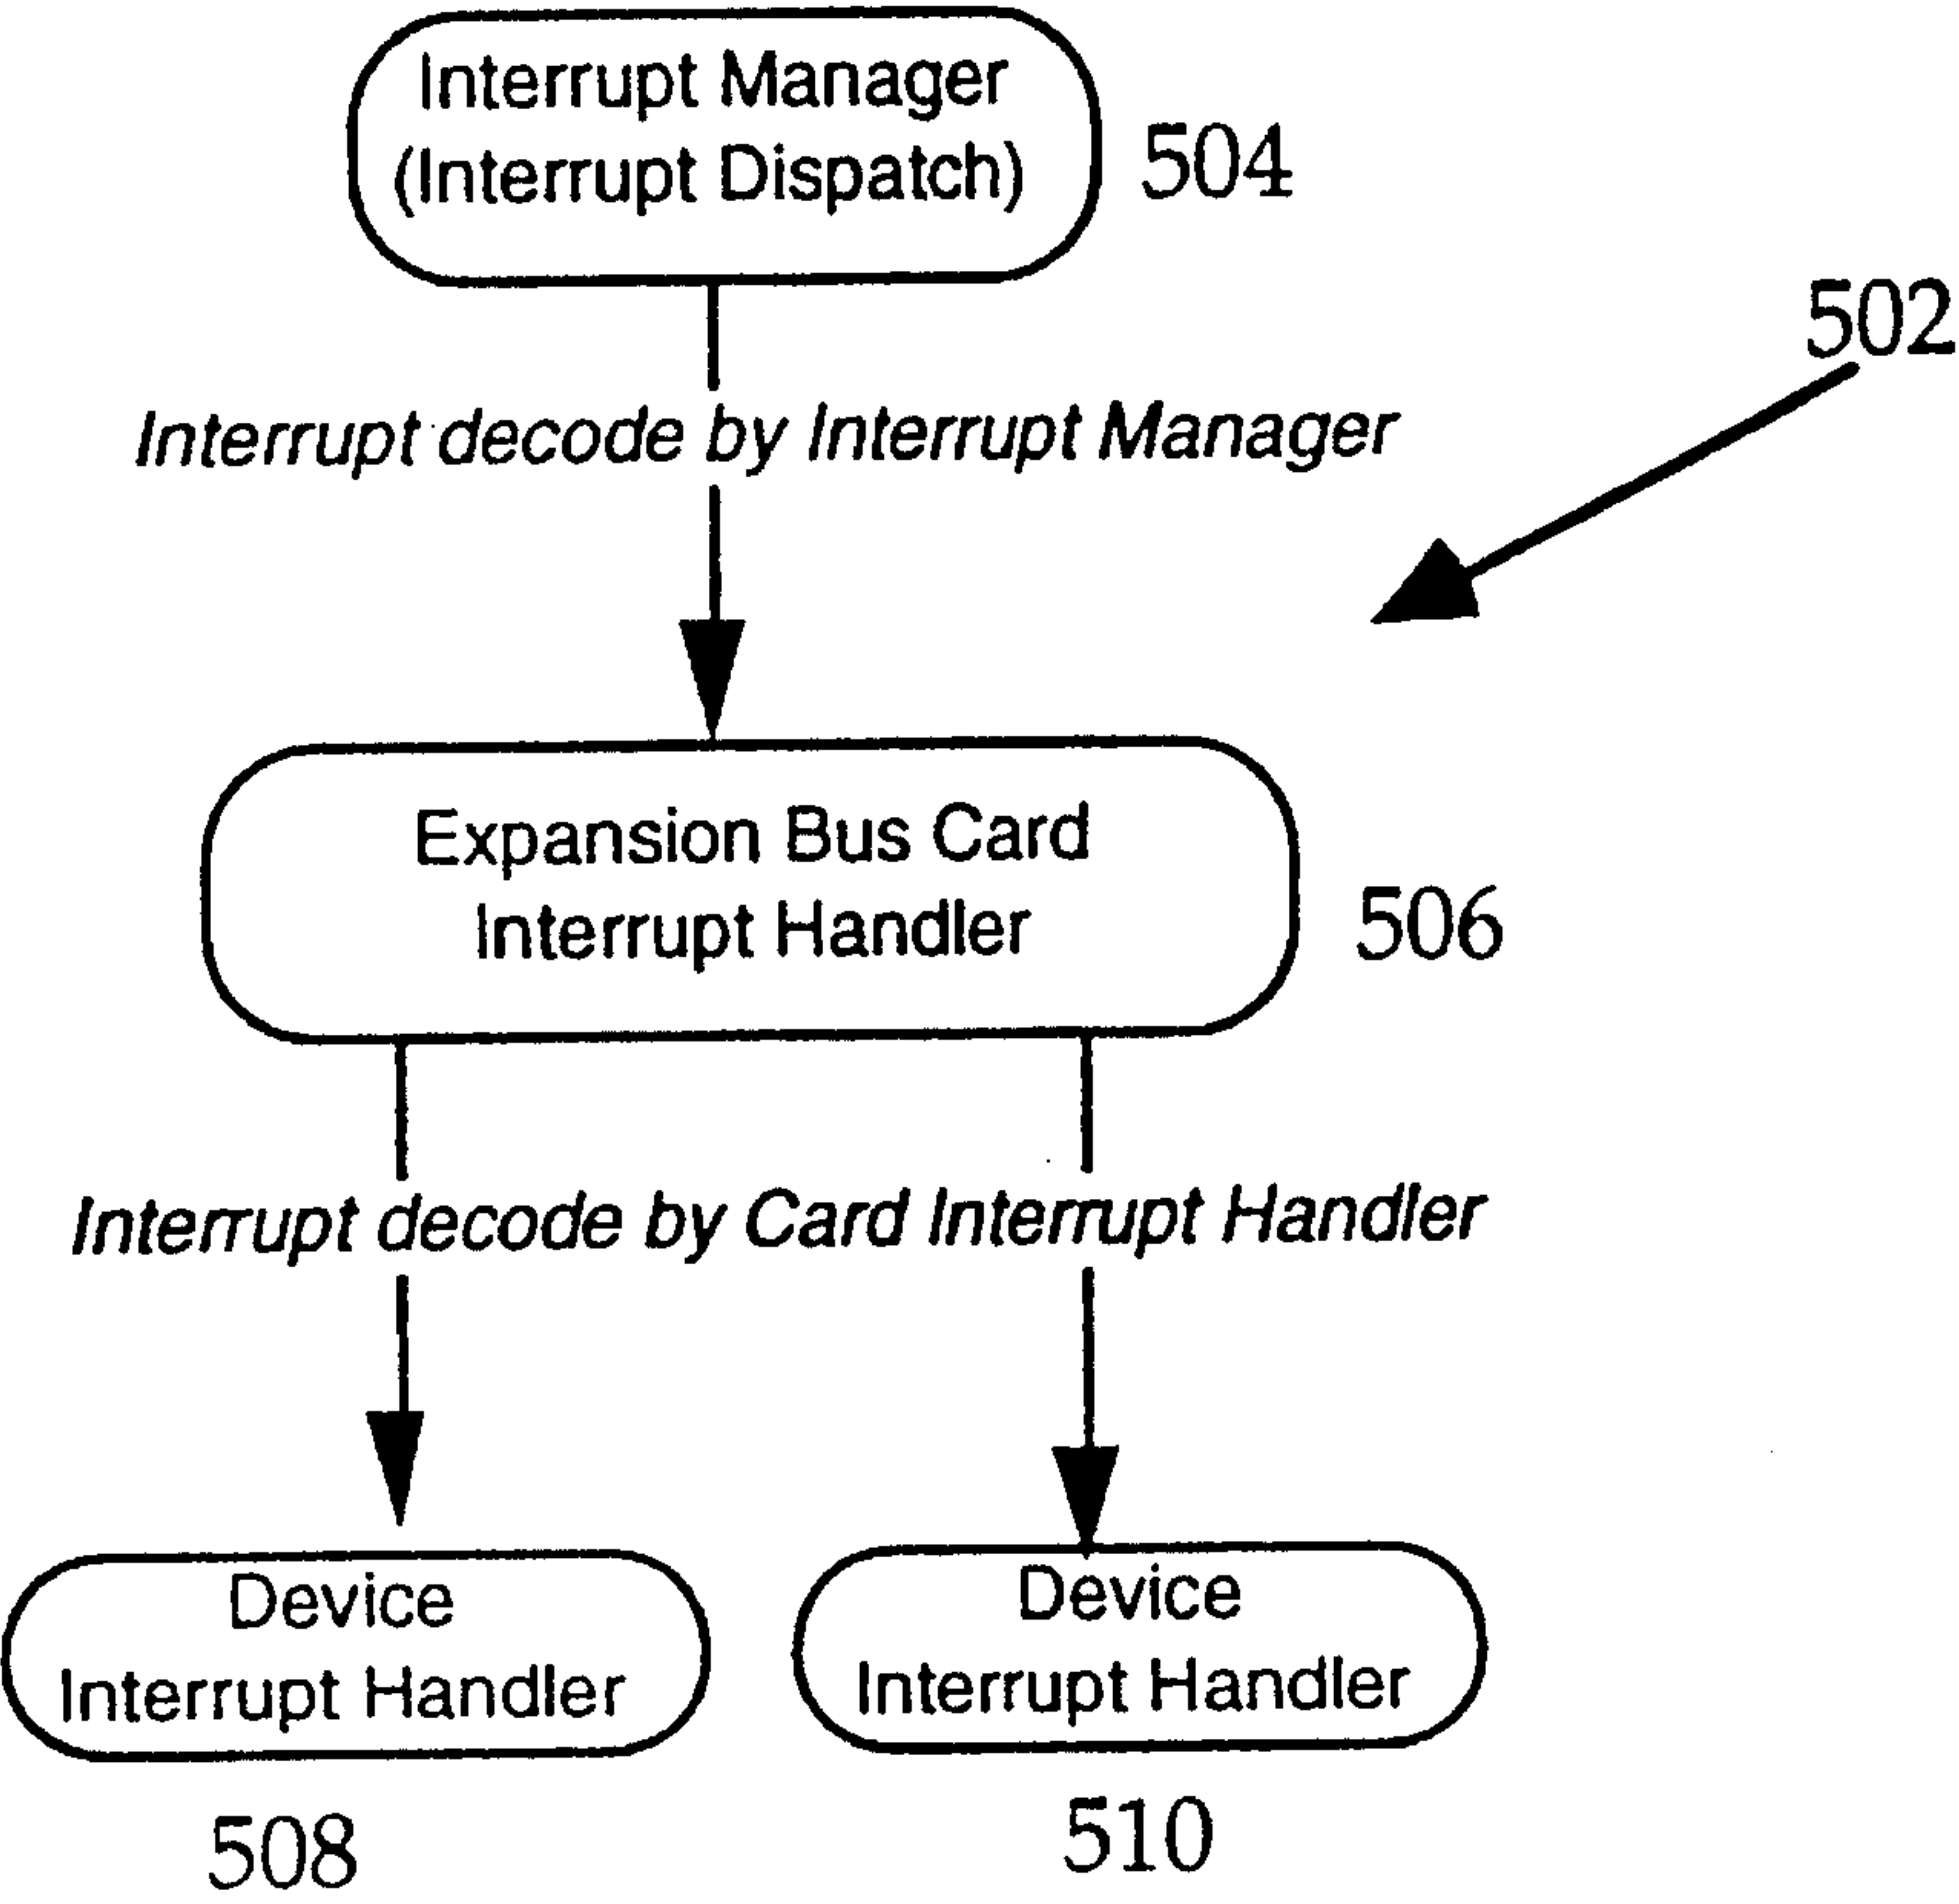 Interrupt Manager
(Interrupt Dispatch)
504
502
Interrupt decode by Interrupt Manager
Expansion Bus Card
Interrupt Handler
506
Interrupt decode by Card Interrupt Handler
Device
Interrupt Handler
Device
Interrupt Handler
508
510